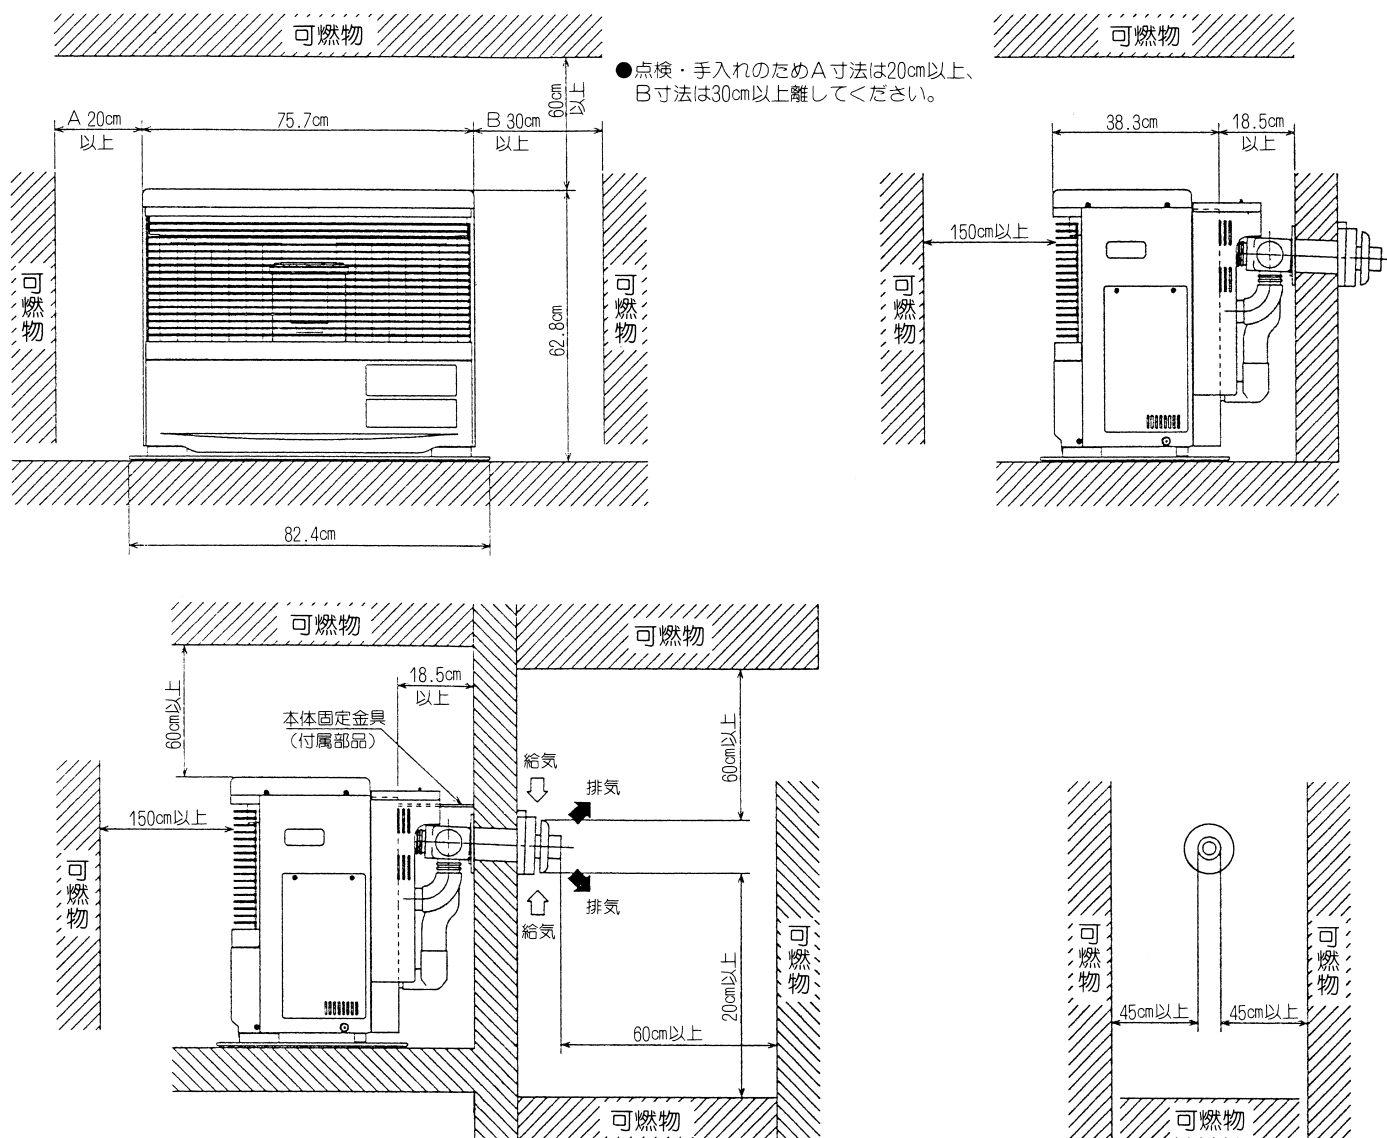 可燃物
●点検・手入れのためA寸法は20cm以上、
B寸法は30cm以上離してください。
60cm
以上
A 20cm
以上
75.7cm
B 30cm
以上
可燃物
可燃物
62.8cm
82.4cm
可燃物
38.3cm
18.5cm
以上
150cm以上
可燃物
可燃物
可燃物
60cm以上
18.5cm
以上
本体固定金具
（付属部品）
150cm以上
可燃物
給気
排気
排気
給気
60cm以上
20cm以上
60cm以上
可燃物
可燃物
可燃物
可燃物
45cm以上
45cm以上
可燃物